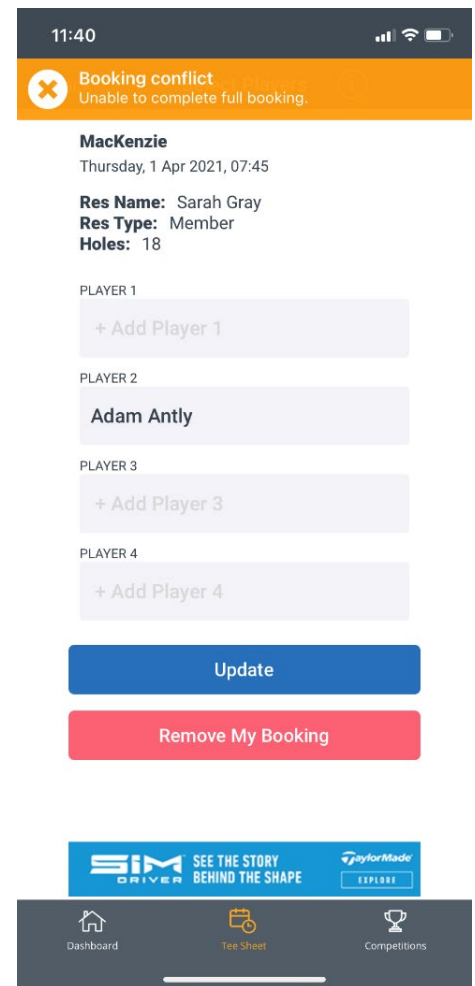 11:40
Booking conflict
Unable to complete full booking.
MacKenzie
Thursday, 1 Apr 2021, 07:45
Res Name: Sarah Gray
Res Type: Member
Holes: 18
PLAYER 1
+ Add Player 1
PLAYER 2
Adam Antly
PLAYER 3
+ Add Player 3
PLAYER 4
+ Add Player 4
Update
Remove My Booking
SIM DRIVER
SEE THE STORY
BEHIND THE SHAPE
TaylorMade
EXPLORE
Dashboard
Tee Sheet
Competitions